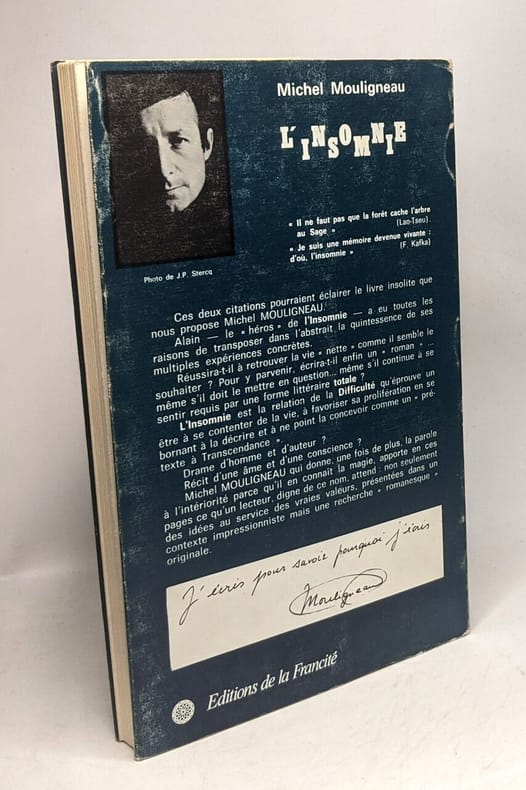 Michel Mouligneau
L'INSOMNIE
« Il ne faut pas que la forêt cache l'arbre
au Sage »
(Lao-Tseu).
« Je suis une mémoire devenue vivante :
d'où, l'insomnie »
(F. Kafka)
Photo de J.P. Stercq
Ces deux citations pourraient éclairer le livre insolite que
nous propose Michel MOULIGNEAU.
Alain — le « héros » de l'Insomnie — a eu toutes les
raisons de transposer dans l'abstrait la quintessence de ses
multiples expériences concrètes.
Réussira-t-il à retrouver la vie « nette » comme il semble le
souhaiter ? Pour y parvenir, écrira-t-il enfin un « roman » ...
même s'il doit le mettre en question... même s'il continue à se
sentir requis par une forme littéraire totale ?
L'Insomnie est la relation de la Difficulté qu'éprouve un
être à se contenter de la vie, à favoriser sa prolifération en se
bornant à la décrire et à ne point la concevoir comme un « pré-
texte à Transcendance ».
Drame d'homme et d'auteur ?
Récit d'une âme et d'une conscience ?
Michel MOULIGNEAU qui donne, une fois de plus, la parole
à l'intériorité parce qu'il en connaît la magie, apporte en ces
pages ce qu'un lecteur, digne de ce nom, attend : non seulement
des idées au service des vraies valeurs, présentées dans un
contexte impressionniste mais une recherche « romanesque »
originale.
J'écris pour savoir pourquoi j'écris
Mouligneau
Editions de la Francité